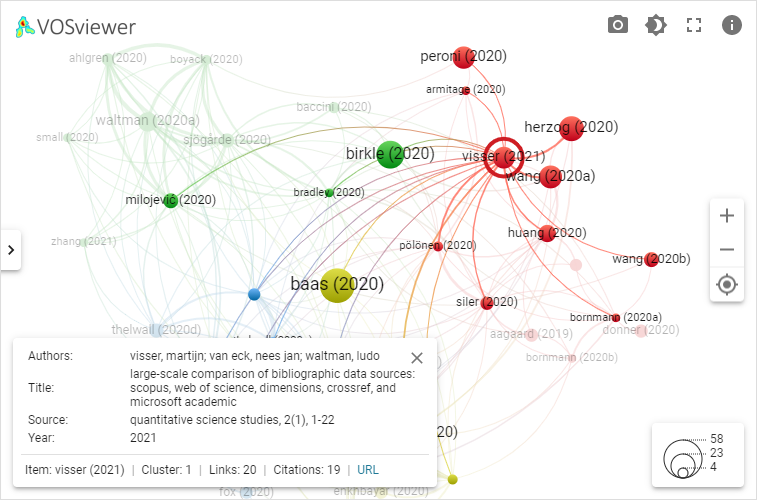 VOSviewer
peroni (2020)
ahlgren (2020)
boyack (2020)
armitage (2020)
baccini (2020)
waltman (2020a)
herzog (2020)
small (2020)
sjögårde (2020)
birkle (2020)
visser (2021)
wang (2020a)
bradley (2020)
milojević (2020)
huang (2020)
zhang (2021)
pölönen (2020)
wang (2020b)
baas (2020)
siler (2020)
bornmann (2020a)
thelwall (2020d)
aagaard (2019)
donner (2020)
bornmann (2020b)
Authors: visser, martijn; van eck, nees jan; waltman, ludo
Title: large-scale comparison of bibliographic data sources:
scopus, web of science, dimensions, crossref, and
microsoft academic
Source: quantitative science studies, 2(1), 1-22
Year: 2021
Item: visser (2021) | Cluster: 1 | Links: 20 | Citations: 19 | URL
58
23
4
fox (2020)
enkhbayar (2020)